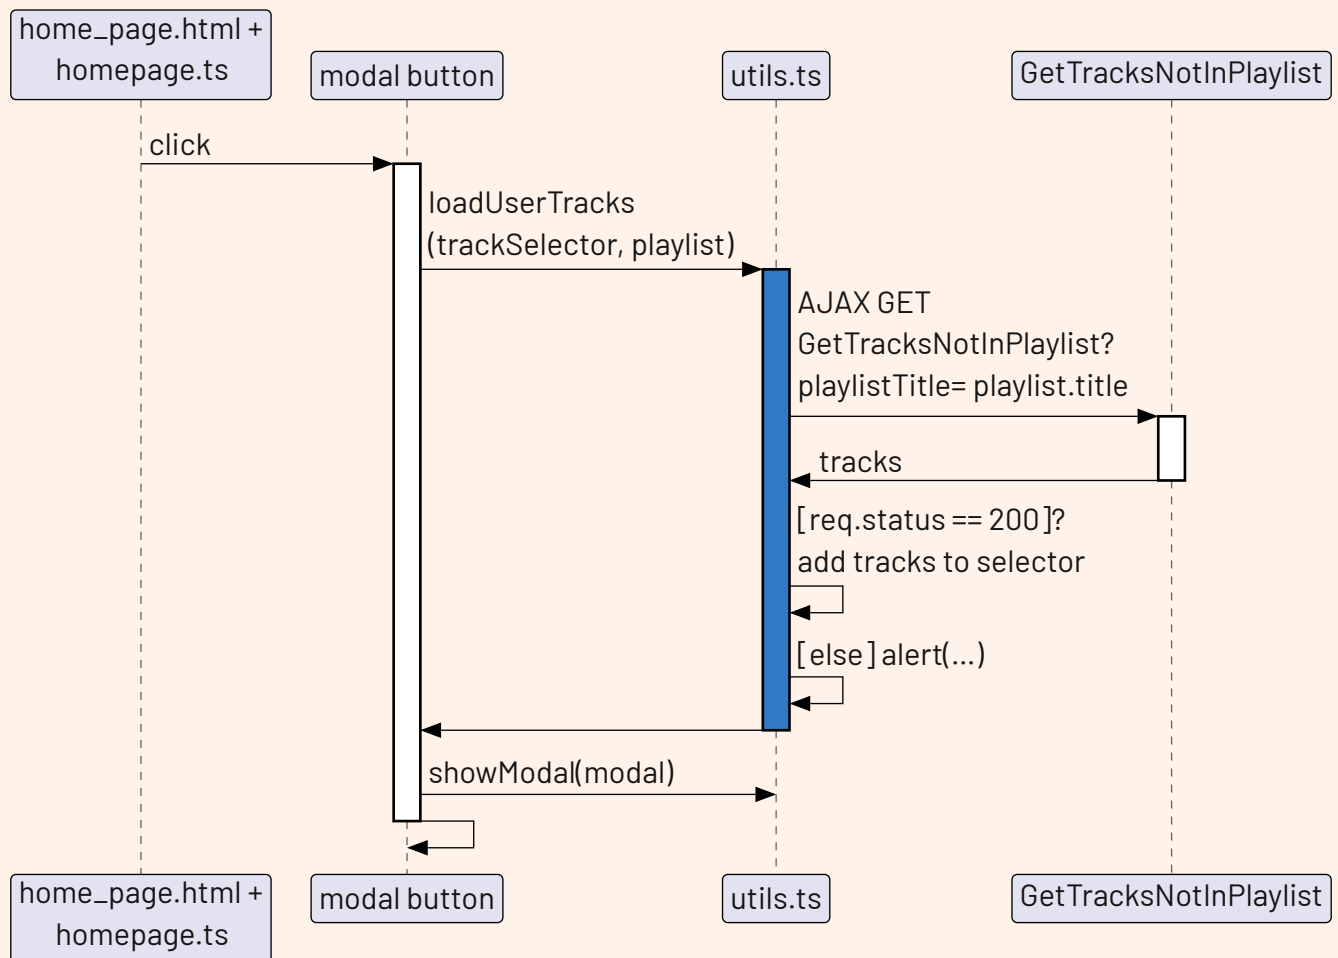 home_page.html +
homepage.ts
modal button
utils.ts
GetTracksNotInPlaylist
click
loadUserTracks
(trackSelector, playlist)
AJAX GET
GetTracksNotInPlaylist?
playlistTitle= playlist.title
tracks
[req.status == 200]?
add tracks to selector
[else] alert(...)
showModal(modal)
home_page.html +
homepage.ts
modal button
utils.ts
GetTracksNotInPlaylist